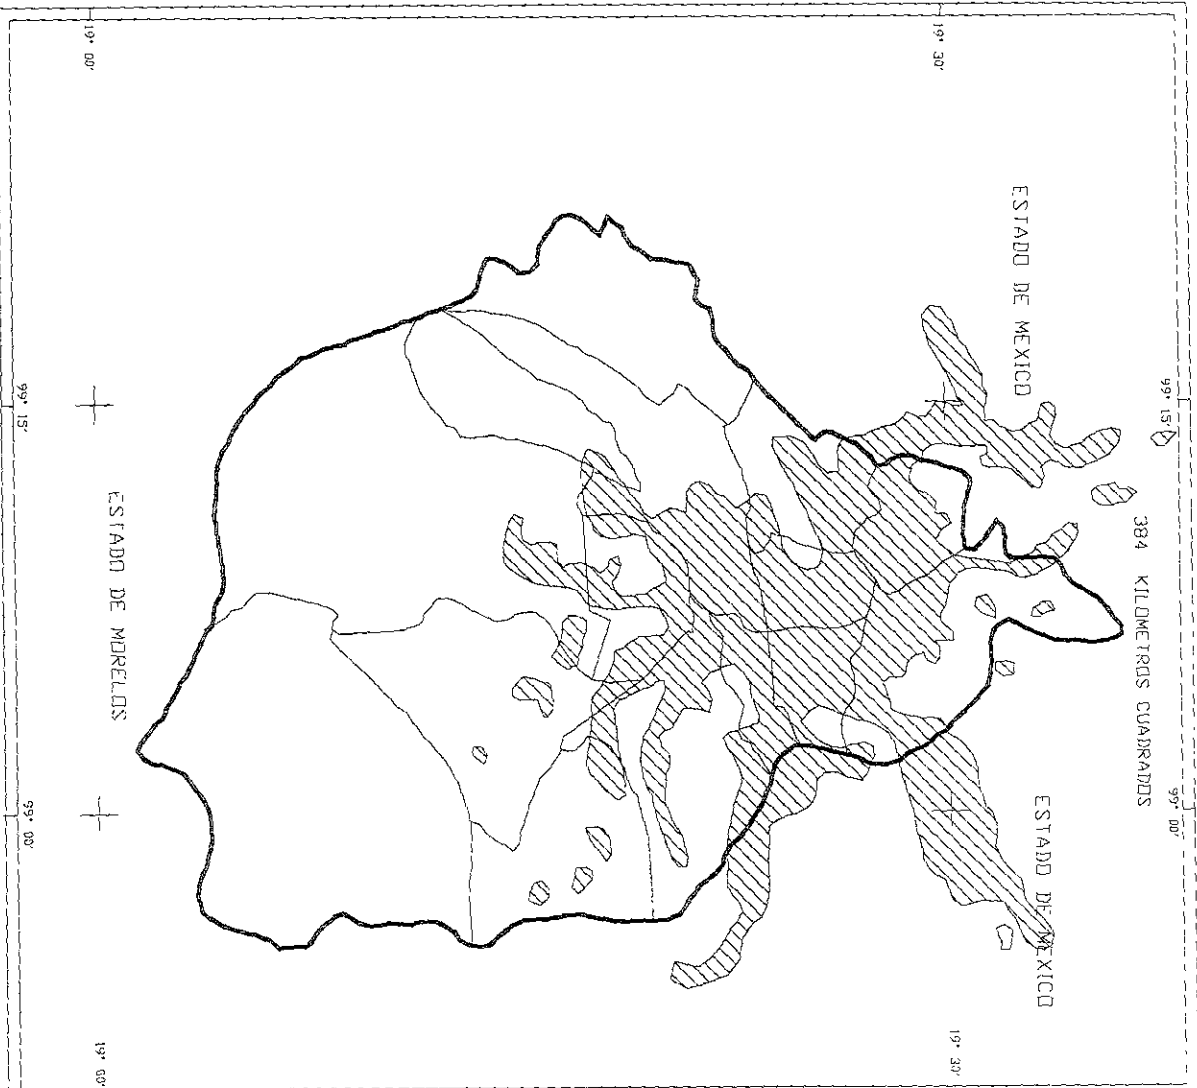 384 KILOMETROS CUADRADOS
99° 15'
99° 00'
19° 30'
19° 30'
ESTADO DE MEXICO
ESTADO DE MEXICO
ESTADO DE MORELOS
19° 00'
19° 00'
99° 15'
99° 00'